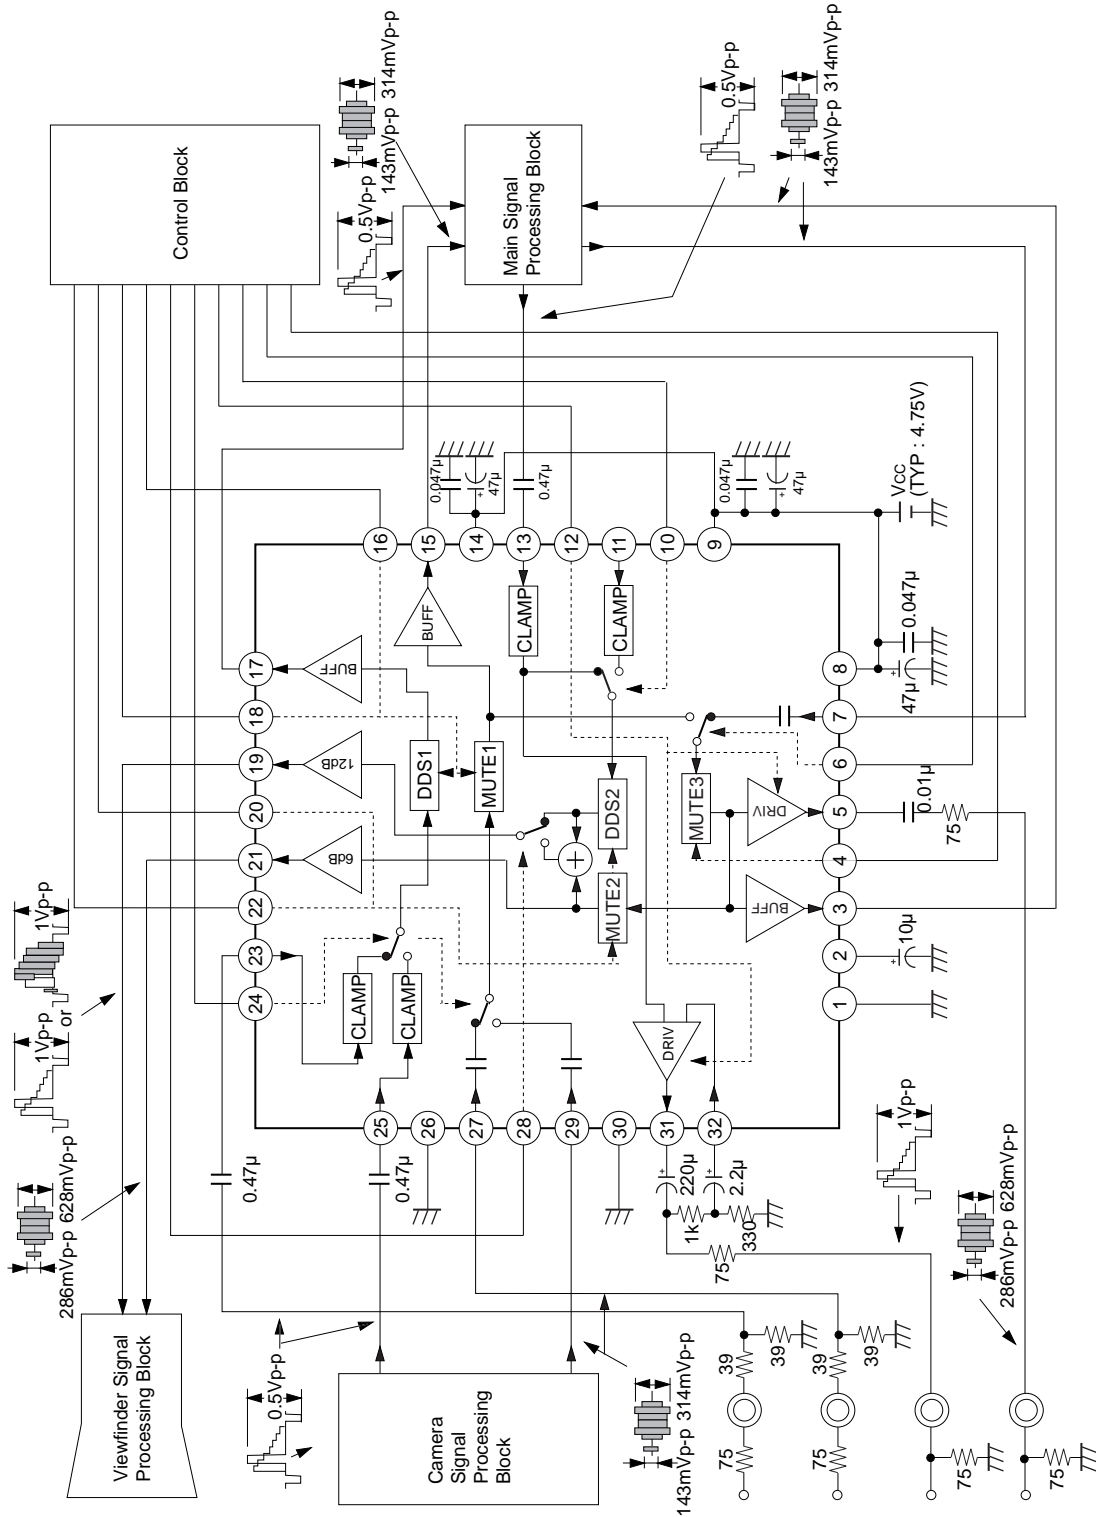 Control Block
314mVp-p
143mVp-p
0.5Vp-p
Main Signal
Processing Block
0.5Vp-p
314mVp-p
143mVp-p
0.047µ
47µ
0.47µ
0.047µ
47µ
VCC
(TYP : 4.75V)
16
15
14
13
12
11
10
9
BUFF
CLAMP
CLAMP
17
18
19
20
21
22
23
24
BUFF
12dB
6dB
DDS1
MUTE1
DDS2
MUTE2
MUTE3
DRIV
BUFF
CLAMP
CLAMP
DRIV
8
7
6
5
4
3
2
1
0.047µ
47µ
0.01µ
75
10µ
25
26
27
28
29
30
31
32
0.47µ
0.47µ
220µ
2.2µ
1k
330
75
1Vp-p
or
1Vp-p
286mVp-p 628mVp-p
Viewfinder Signal
Processing Block
0.5Vp-p
Camera
Signal
Processing
Block
143mVp-p 314mVp-p
1Vp-p
286mVp-p 628mVp-p
39
39
39
39
75
75
75
75